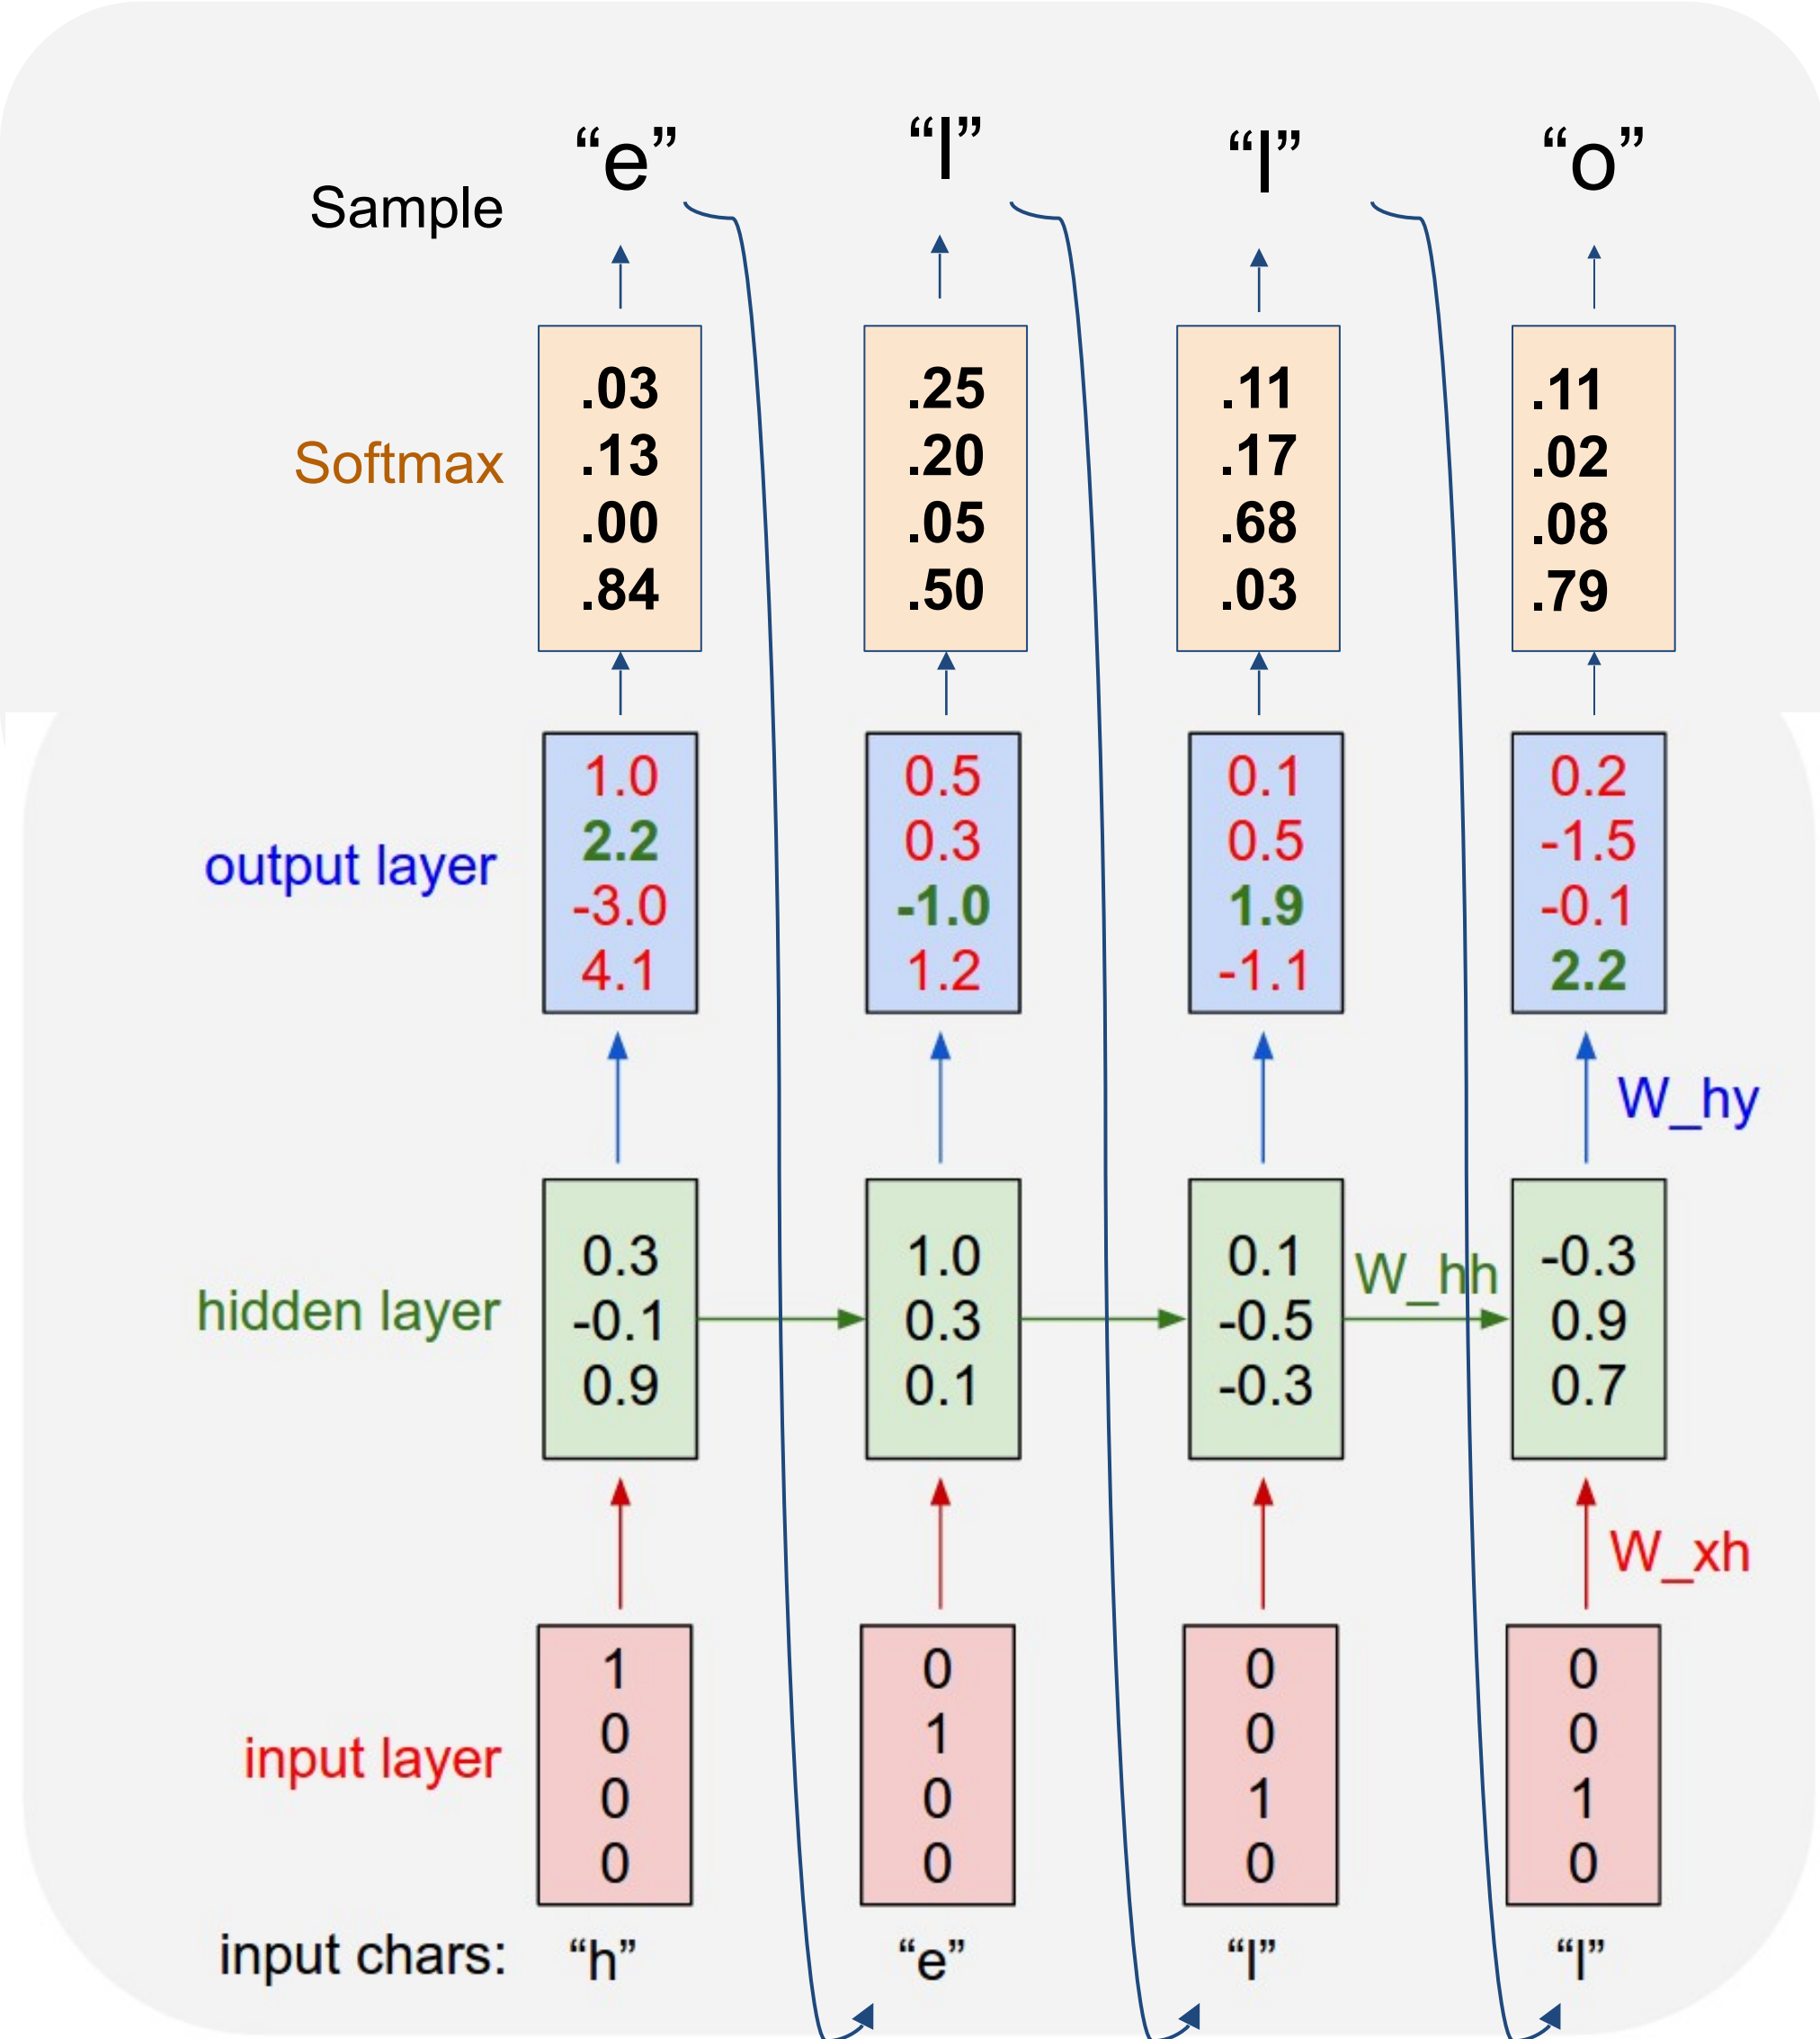 “e” “l” “l” “o”
Sample
.03 .25 .11 .11
.13 .20 .17 .02
Softmax
.00 .05 .68 .08
.84 .50 .03 .79
1.0 0.5 0.1 0.2
2.2 0.3 0.5 -1.5
output layer
-3.0 -1.0 1.9 -0.1
4.1 1.2 -1.1 2.2
W_hy
0.3 1.0 0.1 W_hh -0.3
hidden layer -0.1 0.3 -0.5 0.9
0.9 0.1 -0.3 0.7
W_xh
1 0 0 0
0 1 0 0
input layer
0 0 1 1
0 0 0 0
input chars: “h” “e” “l” “l”